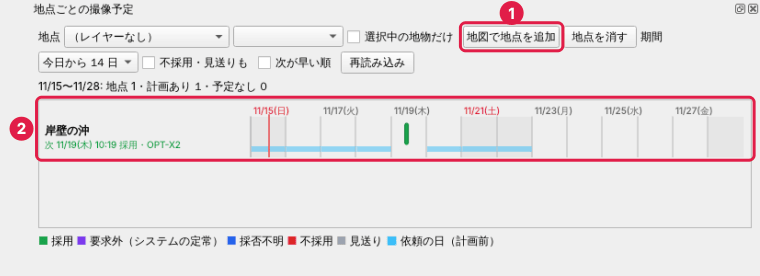 地点ごとの撮像予定
1
地点 （レイヤーなし） 選択中の地物だけ 地図で地点を追加 地点を消す 期間
今日から 14 日 不採用・見送りも 次が早い順 再読み込み
11/15〜11/28: 地点 1・計画あり 1・予定なし 0
11/15(日) 11/17(火) 11/19(木) 11/21(土) 11/23(月) 11/25(水) 11/27(金)
2
岸壁の沖
次 11/19(木) 10:19 採用・OPT-X2
採用 要求外（システムの定常） 採否不明 不採用 見送り 依頼の日（計画前）